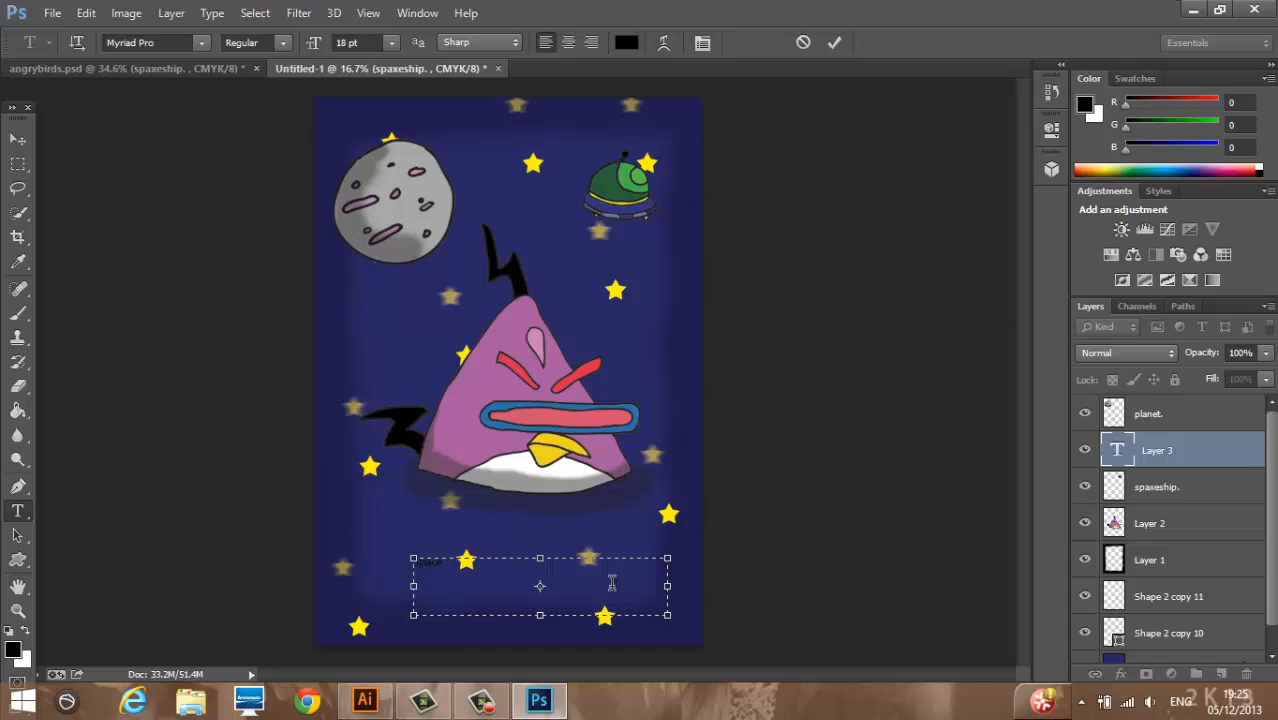 Ps File Edit Image Layer Type Select Filter 3D View Window Help
T Myriad Pro Regular 18 pt aa Sharp Essentials
angrybirds.psd @ 34.6% (spaxeship. , CMYK/8) * × Untitled-1 @ 16.7% (spaxeship. , CMYK/8) * ×
Color Swatches
R 0
G 0
B 0
Adjustments Styles
Add an adjustment
Layers Channels Paths
Kind
Normal Opacity: 100%
Lock: Fill: 100%
planet.
T Layer 3
spaxeship.
Layer 2
Layer 1
Shape 2 copy 11
Shape 2 copy 10
space
Doc: 33.2M/51.4M
Lenovo Ai Ps ENG 19:25
05/12/2013